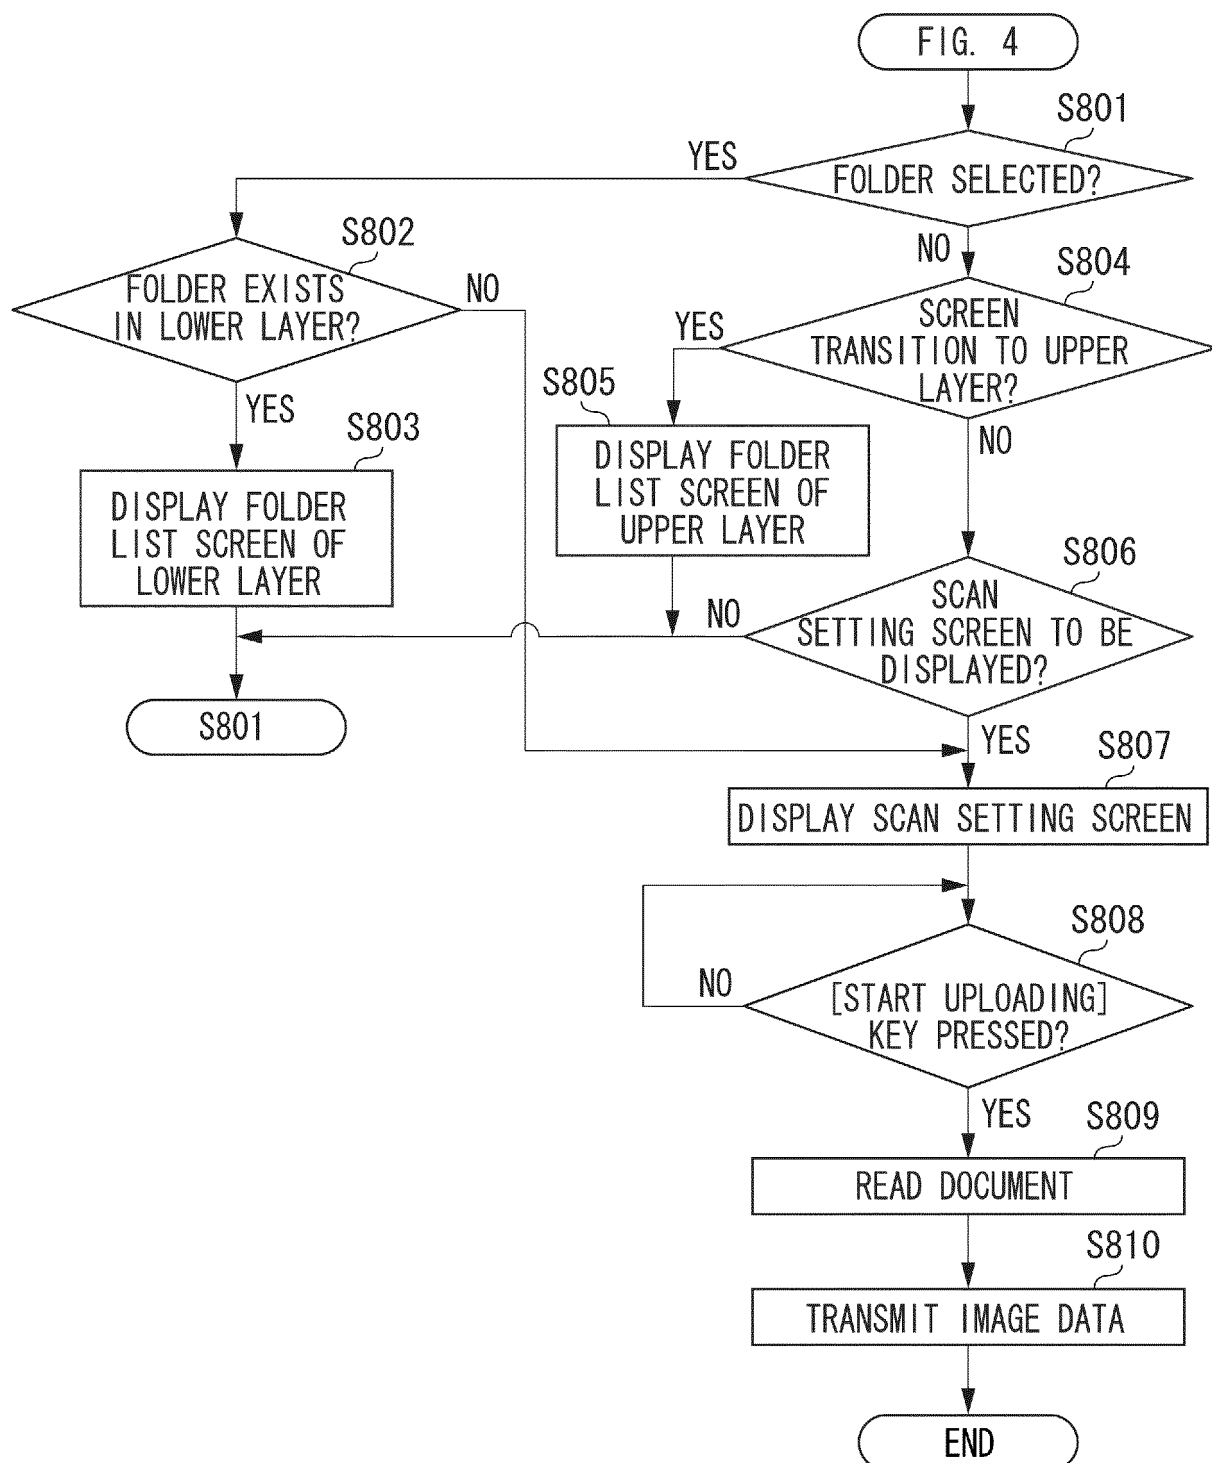 FIG. 4
S801
YES
FOLDER SELECTED?
NO
S802
FOLDER EXISTS
IN LOWER LAYER?
NO
YES
S804
SCREEN
TRANSITION TO UPPER
LAYER?
YES
NO
S805
DISPLAY FOLDER
LIST SCREEN OF
UPPER LAYER
S803
DISPLAY FOLDER
LIST SCREEN OF
LOWER LAYER
S806
SCAN
SETTING SCREEN TO BE
DISPLAYED?
NO
YES
S801
S807
DISPLAY SCAN SETTING SCREEN
S808
[START UPLOADING]
KEY PRESSED?
NO
YES
S809
READ DOCUMENT
S810
TRANSMIT IMAGE DATA
END